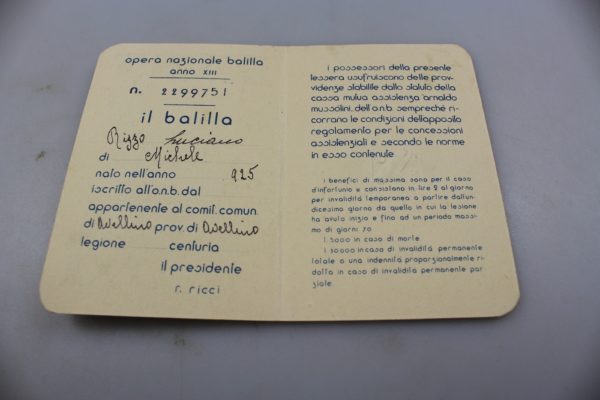 opera nazionale balilla
anno XIII
n. 2299751
il balilla
Rizzo Luciano
di Michele
nato nell'anno 925
iscritto all'o.n.b. dal
appartenente al comit. comun.
di Avellino prov. di Avellino
legione centuria
il presidente
r. ricci
i possessori della presente
tessera usufruiscono delle prov-
videnze stabilite dallo statuto della
cassa mutua assistenza arnaldo
mussolini dell'o.n.b. sempreché ri-
corrano le condizioni dell'apposito
regolamento per le concessioni
assistenziali e secondo le norme
in esso contenute
i benefici di massima sono per il caso
d'infortunio e consistono in lire 2 al giorno
per invalidità temporanea a partire dall'un-
dicesimo giorno da quello in cui la lesione
ha avuto inizio e fino ad un periodo massi-
mo di giorni 70
l. 5000 in caso di morte
l. 30000 in caso di invalidità permanente
totale o una indennità proporzionalmente ri-
dotta in caso di invalidità permanente par-
ziale